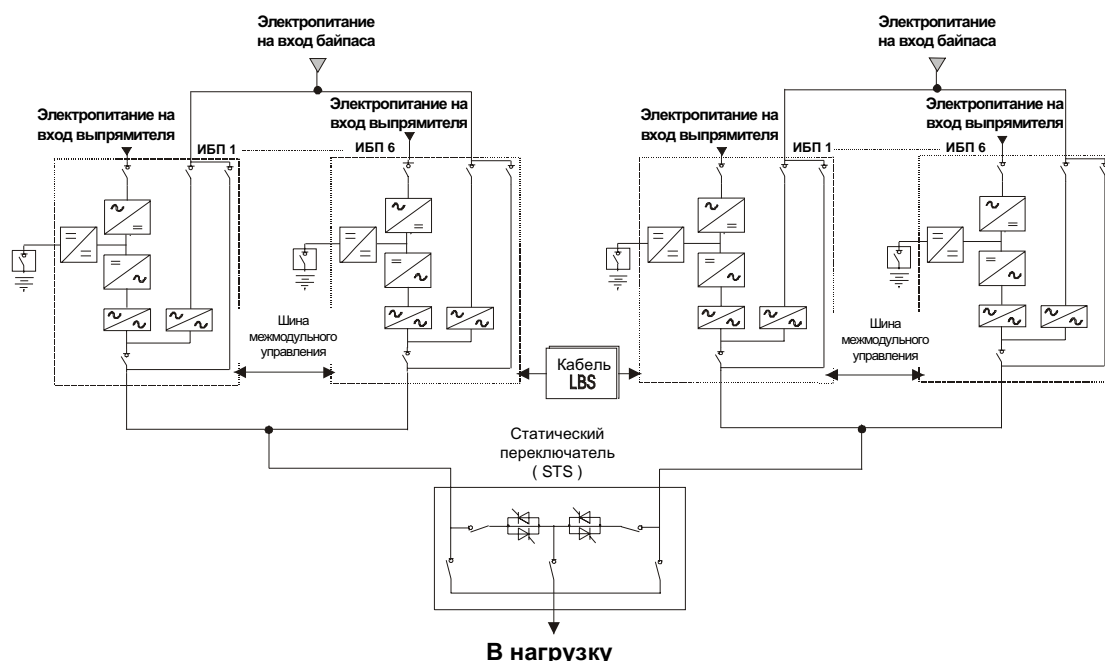 Электропитание
на вход байпаса
Электропитание
на вход байпаса
Электропитание на
вход выпрямителя
Электропитание на
вход выпрямителя
Электропитание на
вход выпрямителя
Электропитание на
вход выпрямителя
ИБП 1
ИБП 6
ИБП 1
ИБП 6
Шина
межмодульного
управления
Шина
межмодульного
управления
Кабель
LBS
Статический
переключатель
( STS )
В нагрузку